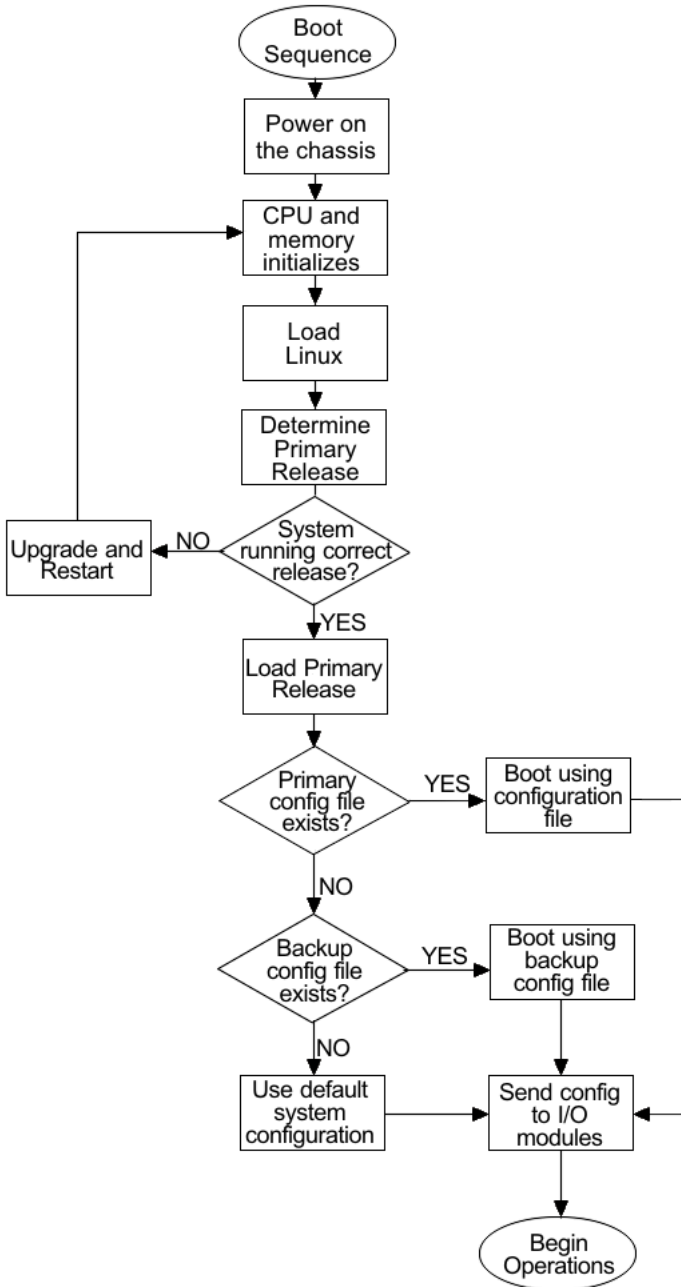 Boot
Sequence
Power on
the chassis
CPU and
memory
initializes
Load
Linux
Determine
Primary
Release
System
running correct
release?
NO
Upgrade and
Restart
YES
Load Primary
Release
Primary
config file
exists?
YES
Boot using
configuration
file
NO
Backup
config file
exists?
YES
Boot using
backup
config file
NO
Use default
system
configuration
Send config
to I/O
modules
Begin
Operations